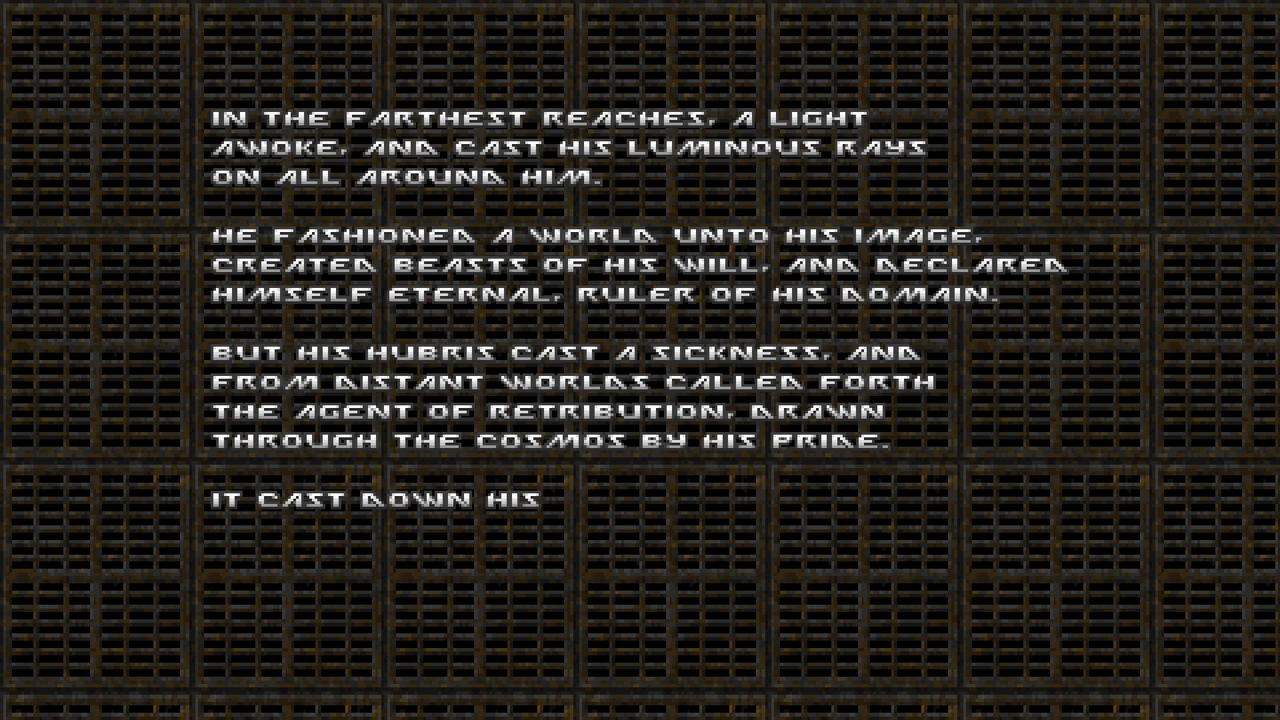 IN THE FARTHEST REACHES, A LIGHT
AWOKE, AND CAST HIS LUMINOUS RAYS
ON ALL AROUND HIM.
HE FASHIONED A WORLD UNTO HIS IMAGE,
CREATED BEASTS OF HIS WILL, AND DECLARED
HIMSELF ETERNAL, RULER OF HIS DOMAIN.
BUT HIS HUBRIS CAST A SICKNESS, AND
FROM DISTANT WORLDS CALLED FORTH
THE AGENT OF RETRIBUTION, DRAWN
THROUGH THE COSMOS BY HIS PRIDE.
IT CAST DOWN HIS